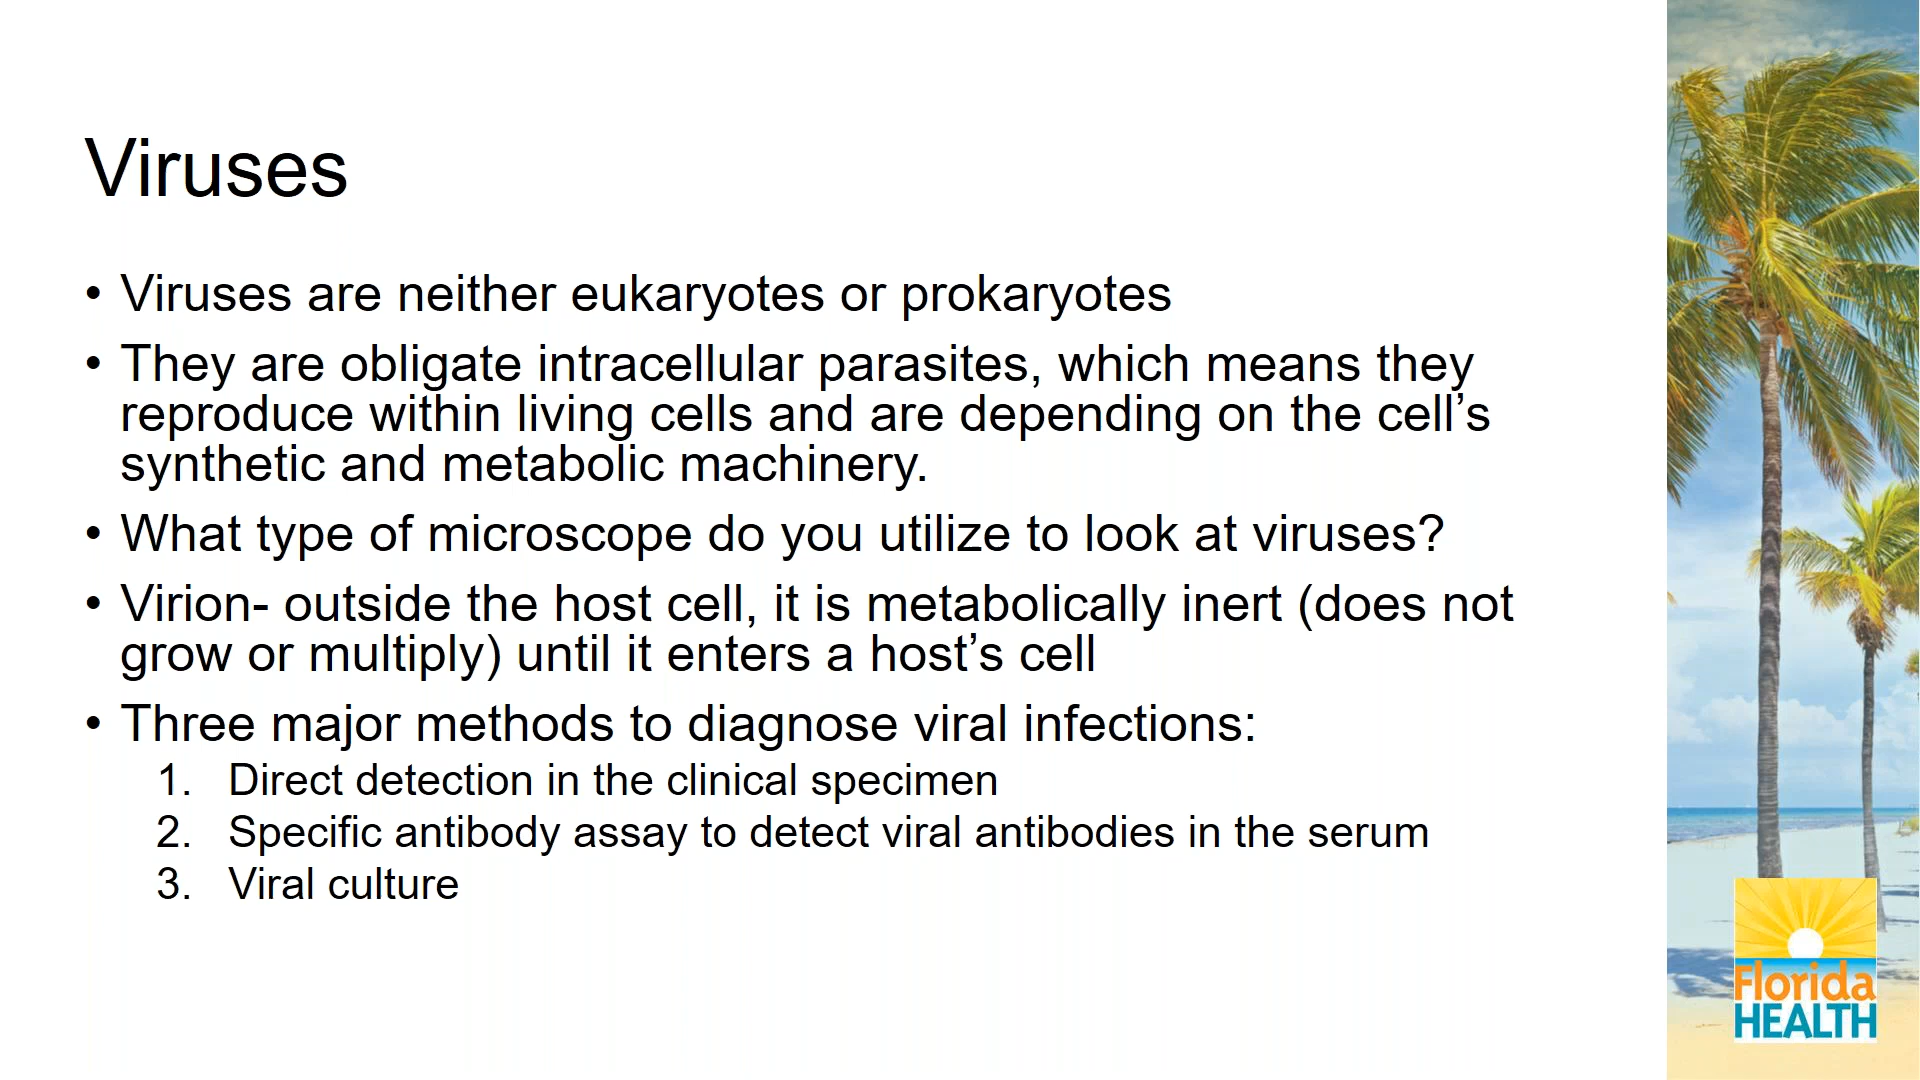 Viruses
• Viruses are neither eukaryotes or prokaryotes
• They are obligate intracellular parasites, which means they
reproduce within living cells and are depending on the cell’s
synthetic and metabolic machinery.
• What type of microscope do you utilize to look at viruses?
• Virion- outside the host cell, it is metabolically inert (does not
grow or multiply) until it enters a host’s cell
• Three major methods to diagnose viral infections:
1. Direct detection in the clinical specimen
2. Specific antibody assay to detect viral antibodies in the serum
3. Viral culture
Florida
HEALTH